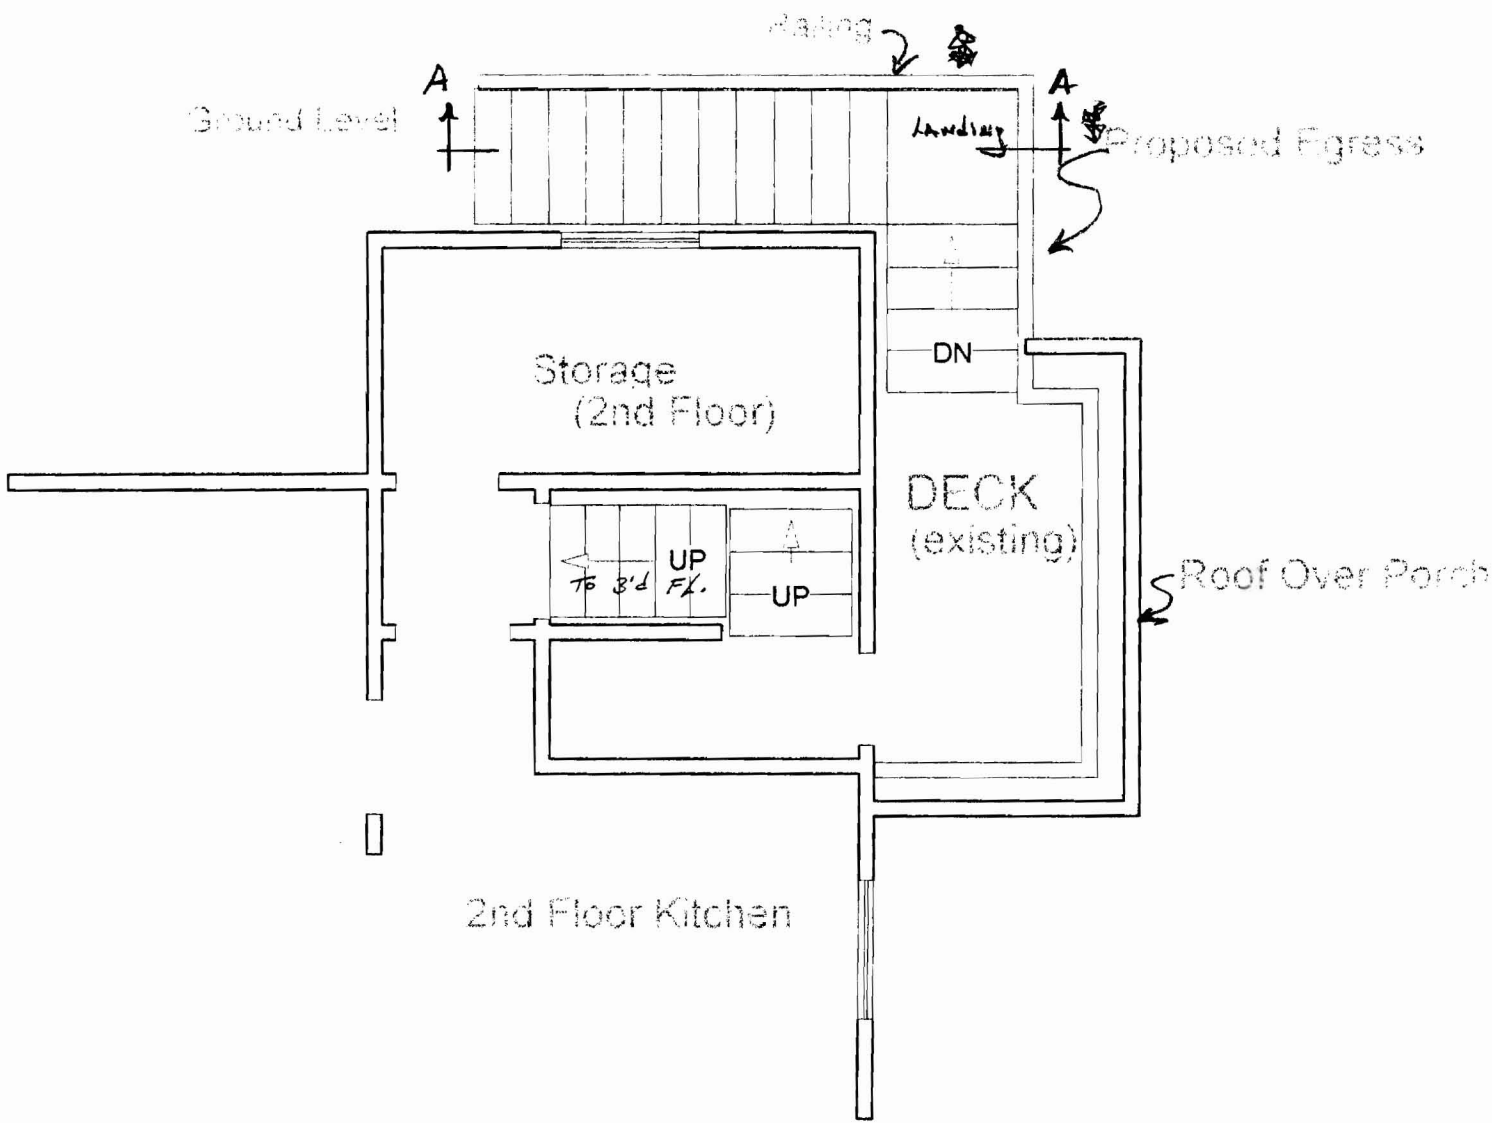 Railing
A
A
Ground Level
Landing
Proposed Egress
DN
Storage
(2nd Floor)
DECK
(existing)
UP
To 3'd FL.
UP
Roof Over Porch
2nd Floor Kitchen